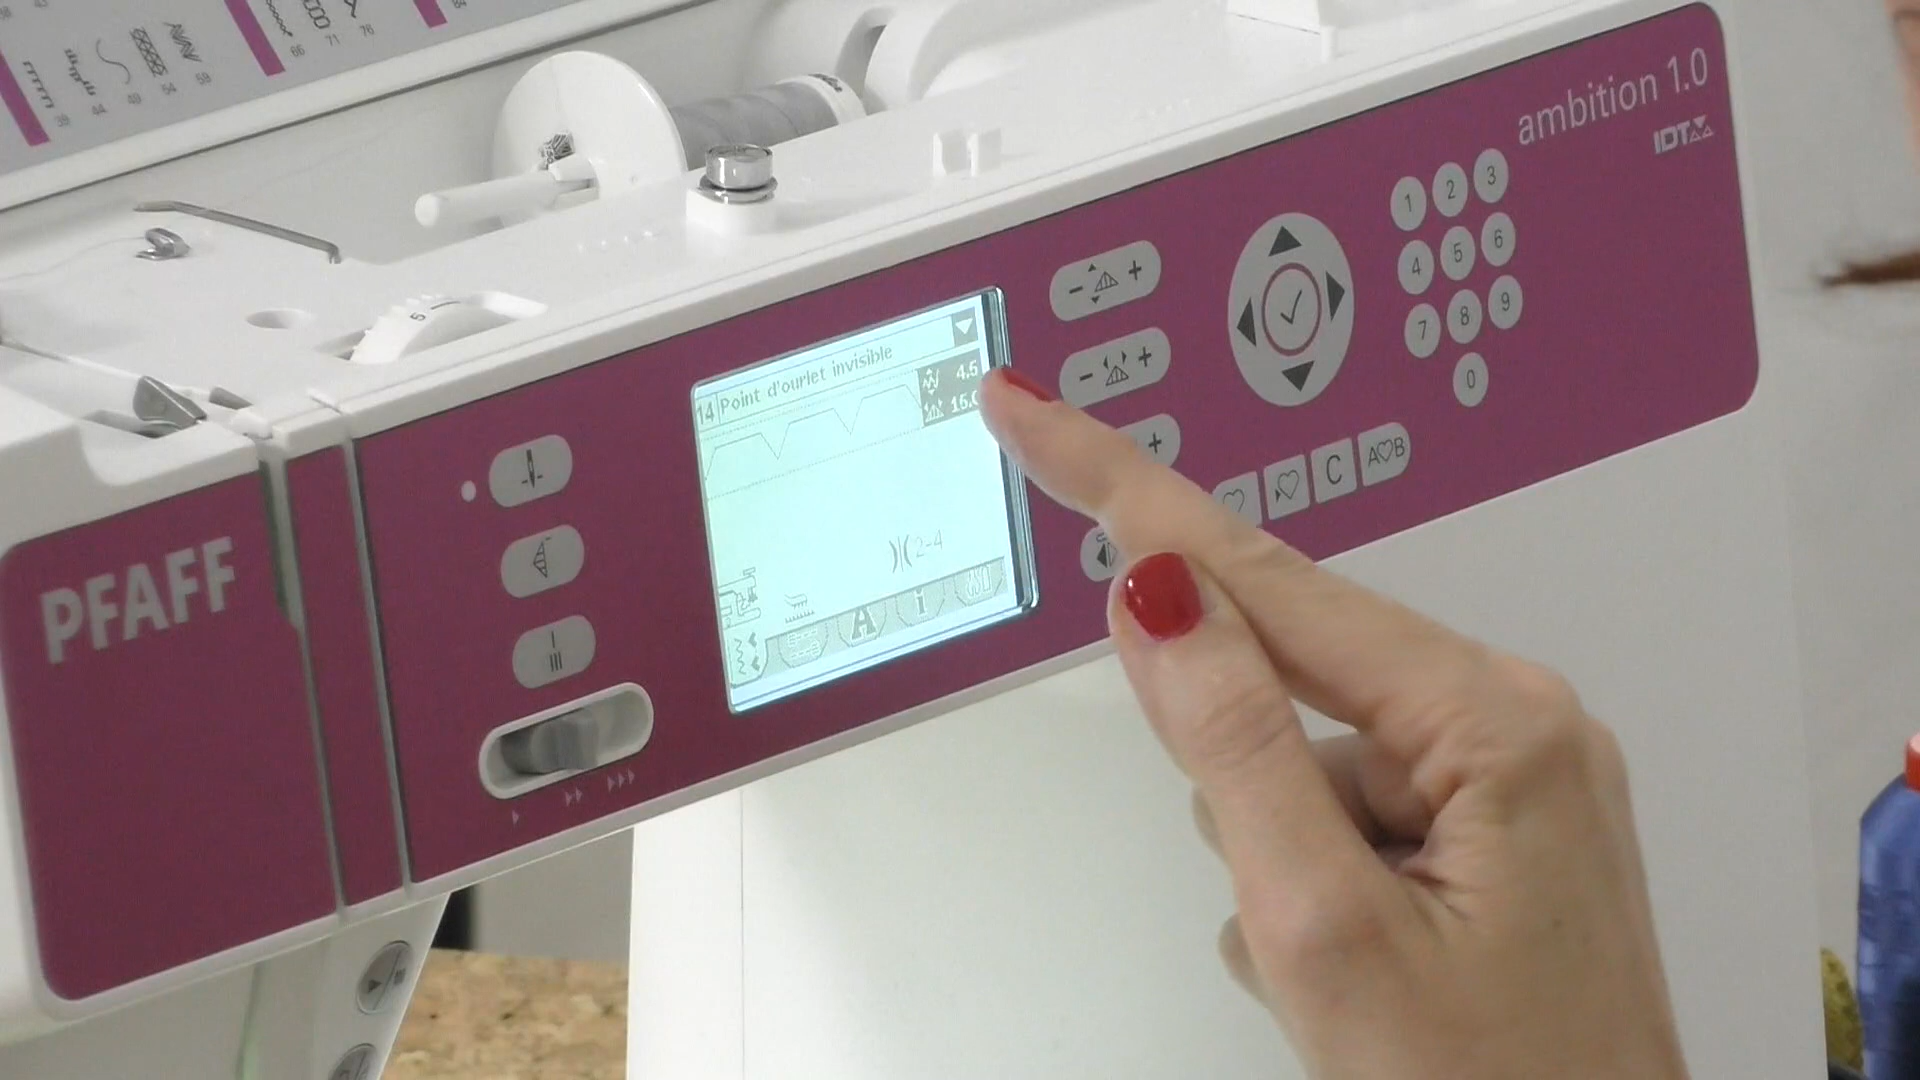 ambition 1.0
IDT
1 2 3
4 5 6
7 8 9
0
- +
- +
+
C A♡B
14 Point d'ourlet invisible
4.5
15.0
2-4
A i
PFAFF
5